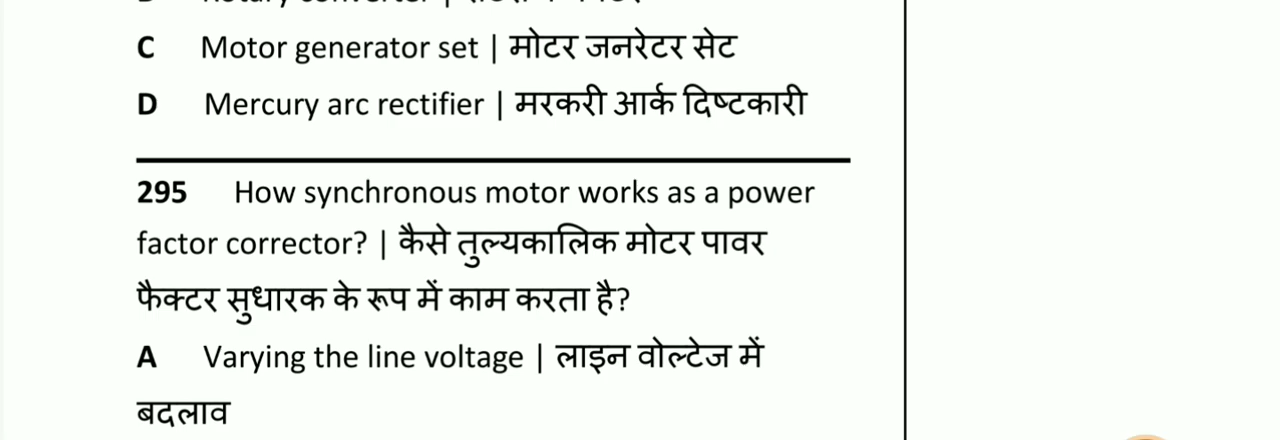 C Motor generator set | मोटर जनरेटर सेट
D Mercury arc rectifier | मरकरी आर्क दिष्टकारी
295 How synchronous motor works as a power
factor corrector? | कैसे तुल्यकालिक मोटर पावर
फैक्टर सुधारक के रूप में काम करता है?
A Varying the line voltage | लाइन वोल्टेज में
बदलाव